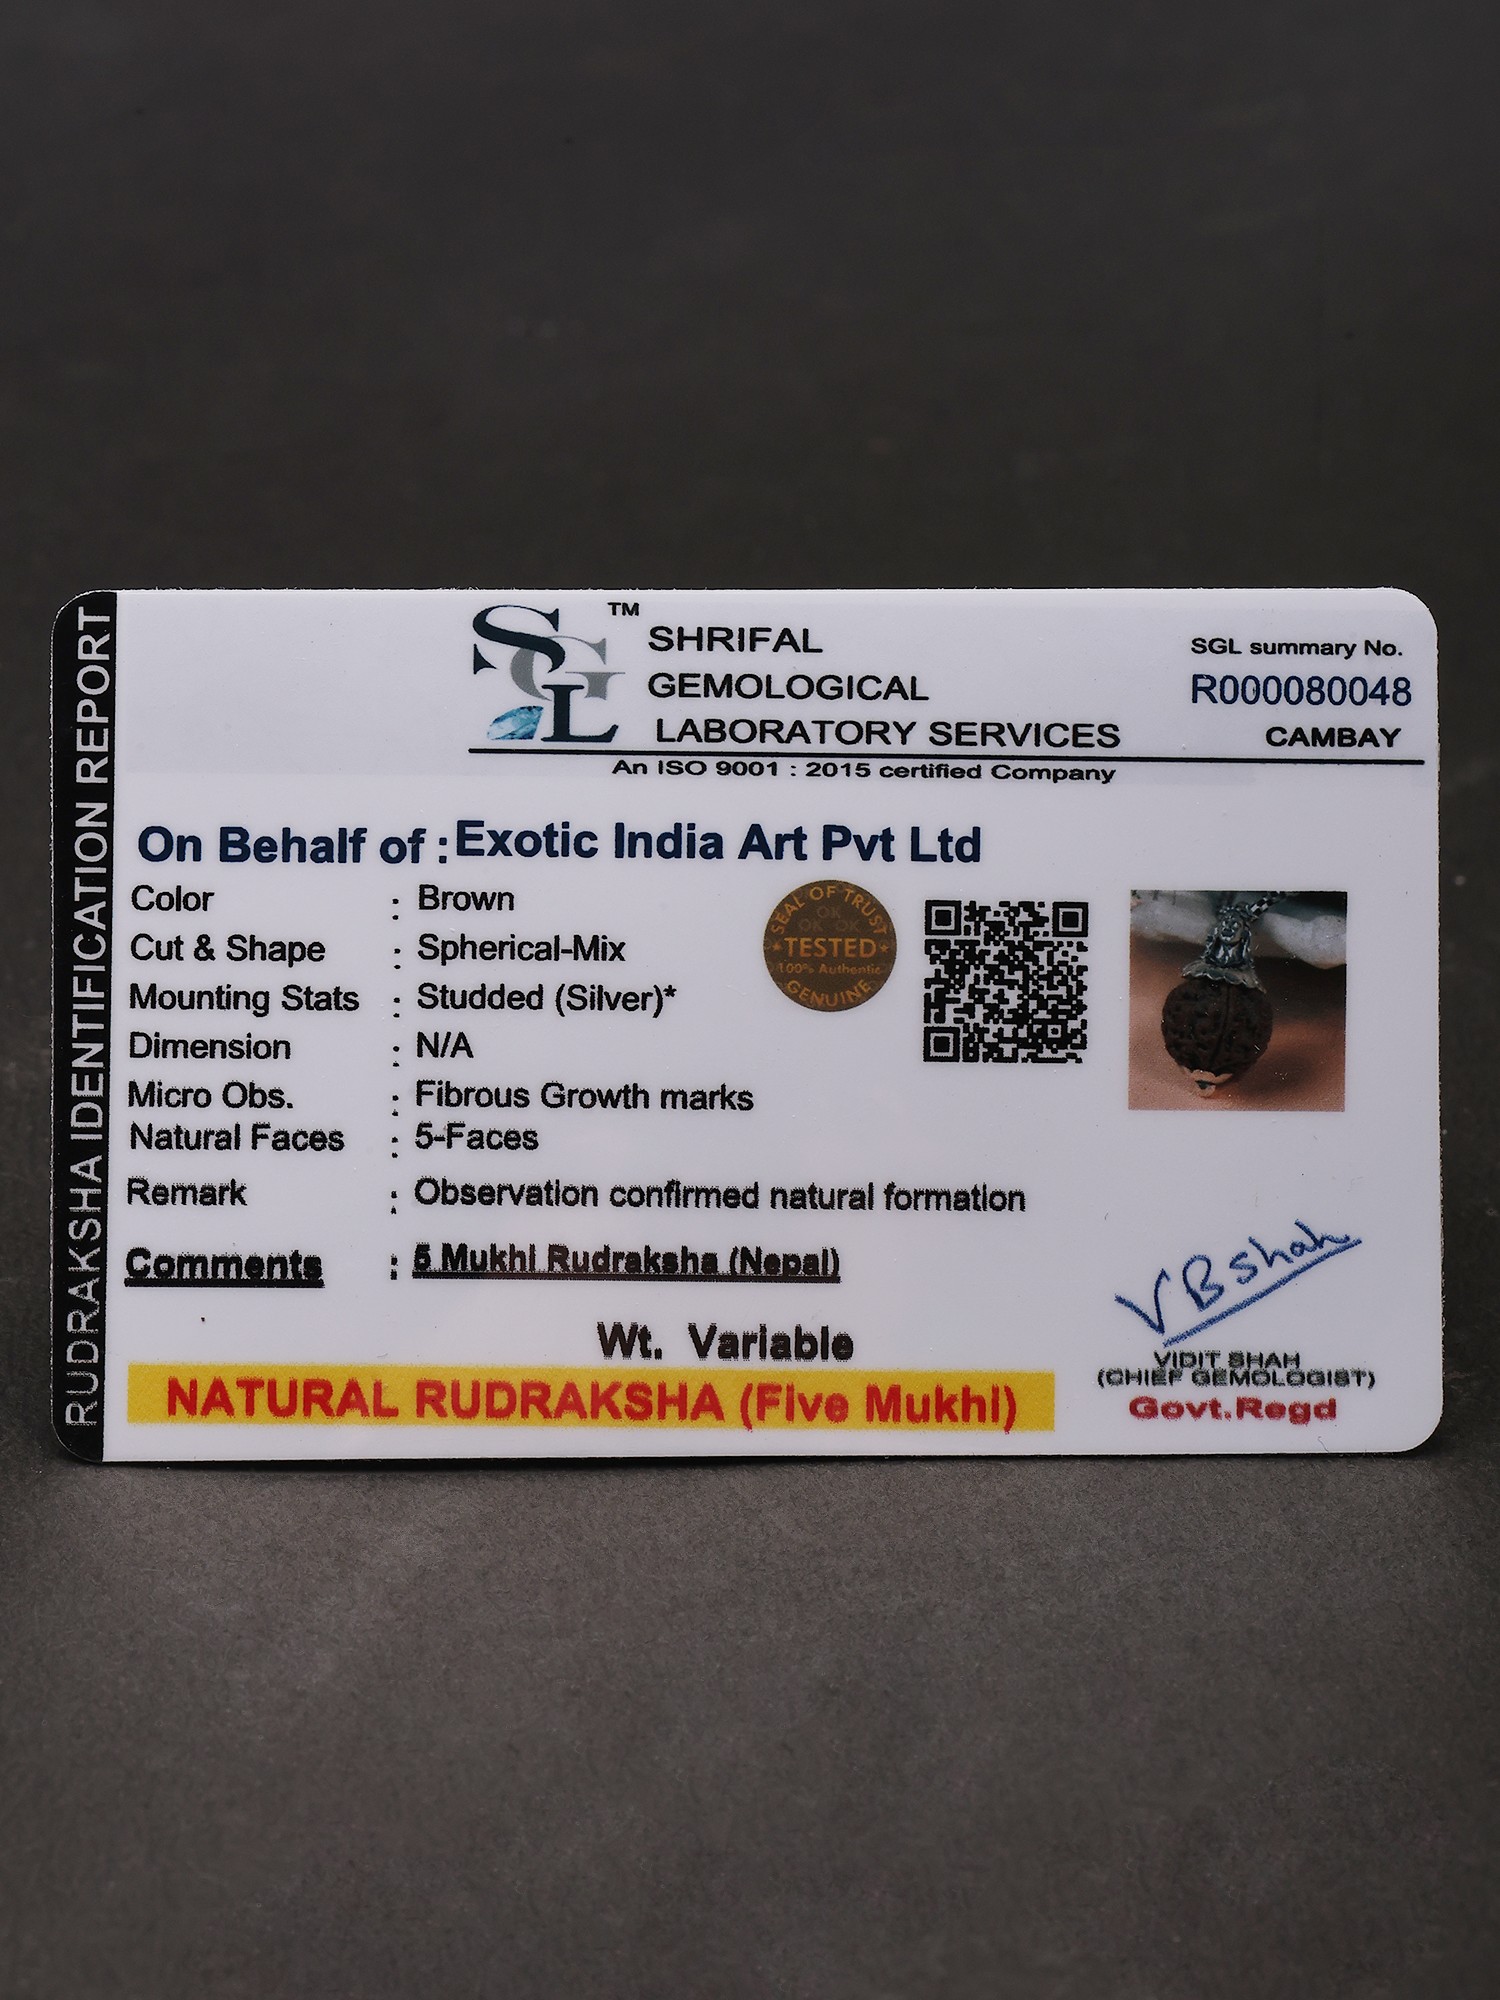 RUDRAKSHA IDENTIFICATION REPORT
SGL TM
SHRIFAL
GEMOLOGICAL
LABORATORY SERVICES
An ISO 9001 : 2015 certified Company
SGL summary No.
R000080048
CAMBAY
On Behalf of : Exotic India Art Pvt Ltd
Color : Brown
Cut & Shape : Spherical-Mix
Mounting Stats : Studded (Silver)*
Dimension : N/A
Micro Obs. : Fibrous Growth marks
Natural Faces : 5-Faces
Remark : Observation confirmed natural formation
Comments : 5 Mukhi Rudraksha (Nepal)
Wt. Variable
NATURAL RUDRAKSHA (Five Mukhi)
SEAL OF TRUST
OK
OK OK
TESTED
100% Authentic
GENUINE
V B Shah
VIDIT SHAH
(CHIEF GEMOLOGIST)
Govt.Regd